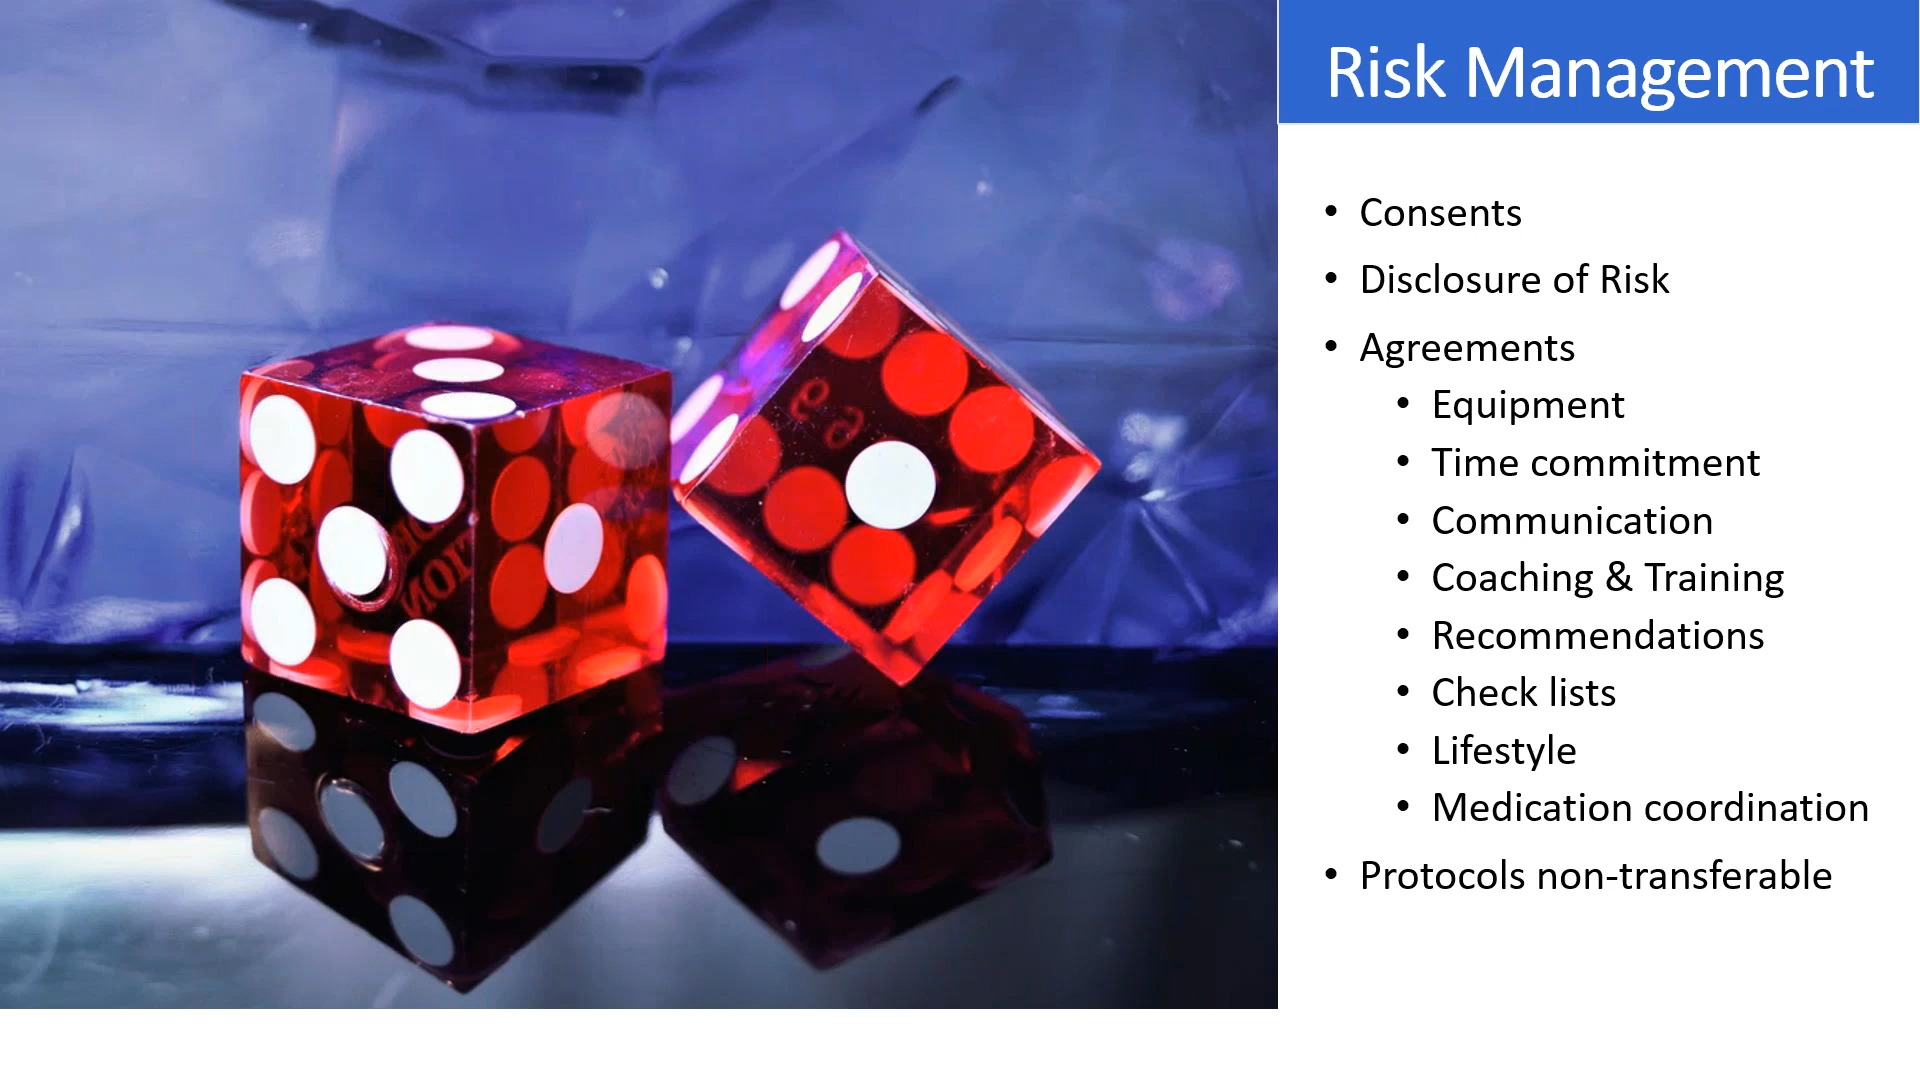 Risk Management
• Consents
• Disclosure of Risk
• Agreements
• Equipment
• Time commitment
• Communication
• Coaching & Training
• Recommendations
• Check lists
• Lifestyle
• Medication coordination
• Protocols non-transferable